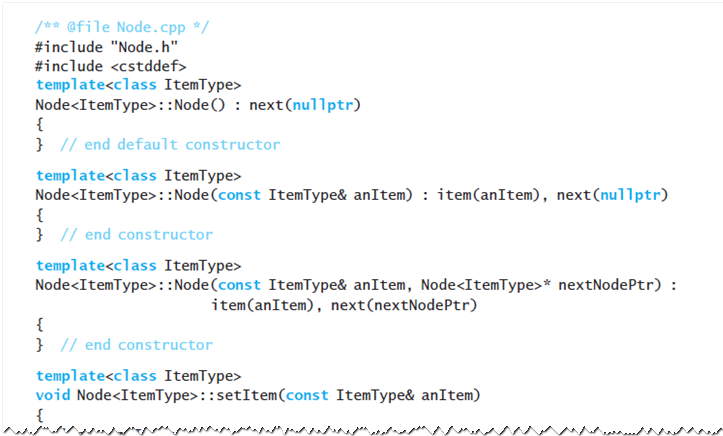 /** @file Node.cpp */
#include "Node.h"
#include <cstddef>
template<class ItemType>
Node<ItemType>::Node() : next(nullptr)
{
} // end default constructor
template<class ItemType>
Node<ItemType>::Node(const ItemType& anItem) : item(anItem), next(nullptr)
{
} // end constructor
template<class ItemType>
Node<ItemType>::Node(const ItemType& anItem, Node<ItemType>* nextNodePtr) :
item(anItem), next(nextNodePtr)
{
} // end constructor
template<class ItemType>
void Node<ItemType>::setItem(const ItemType& anItem)
{